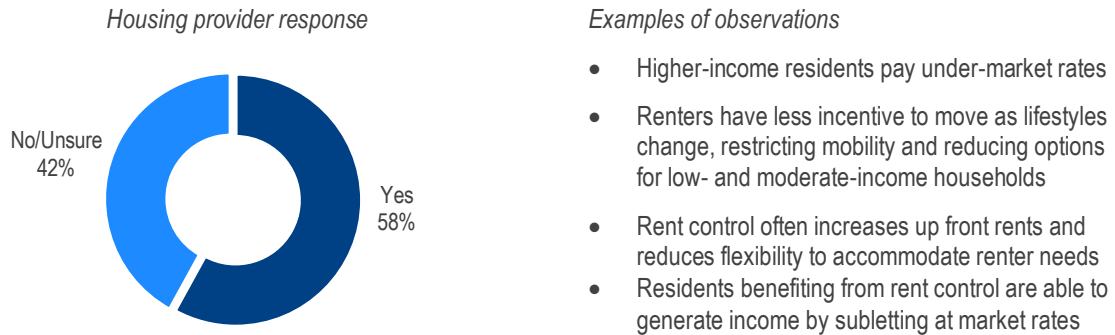 Housing provider response
No/Unsure
42%
Yes
58%
Examples of observations
• Higher-income residents pay under-market rates
• Renters have less incentive to move as lifestyles
change, restricting mobility and reducing options
for low- and moderate-income households
• Rent control often increases up front rents and
reduces flexibility to accommodate renter needs
• Residents benefiting from rent control are able to
generate income by subletting at market rates